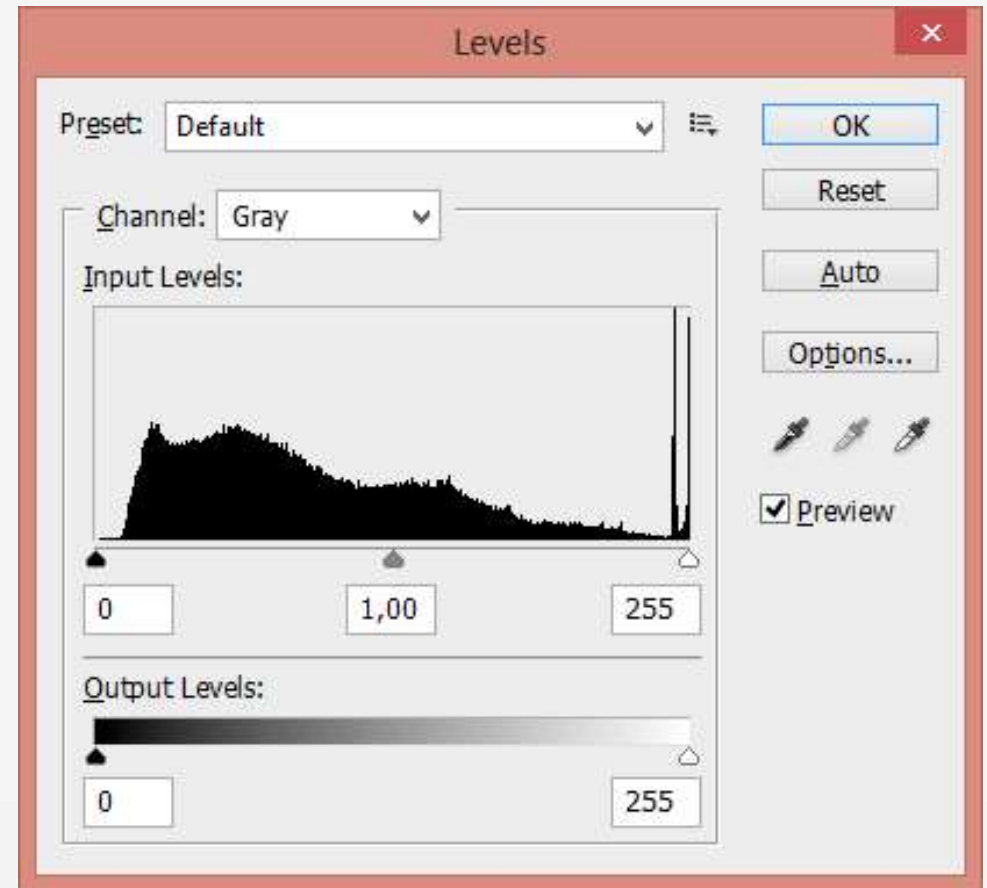 Levels
Preset: Default
OK
Reset
Channel: Gray
Auto
Input Levels:
Options...
Preview
0 1,00 255
Output Levels:
0 255